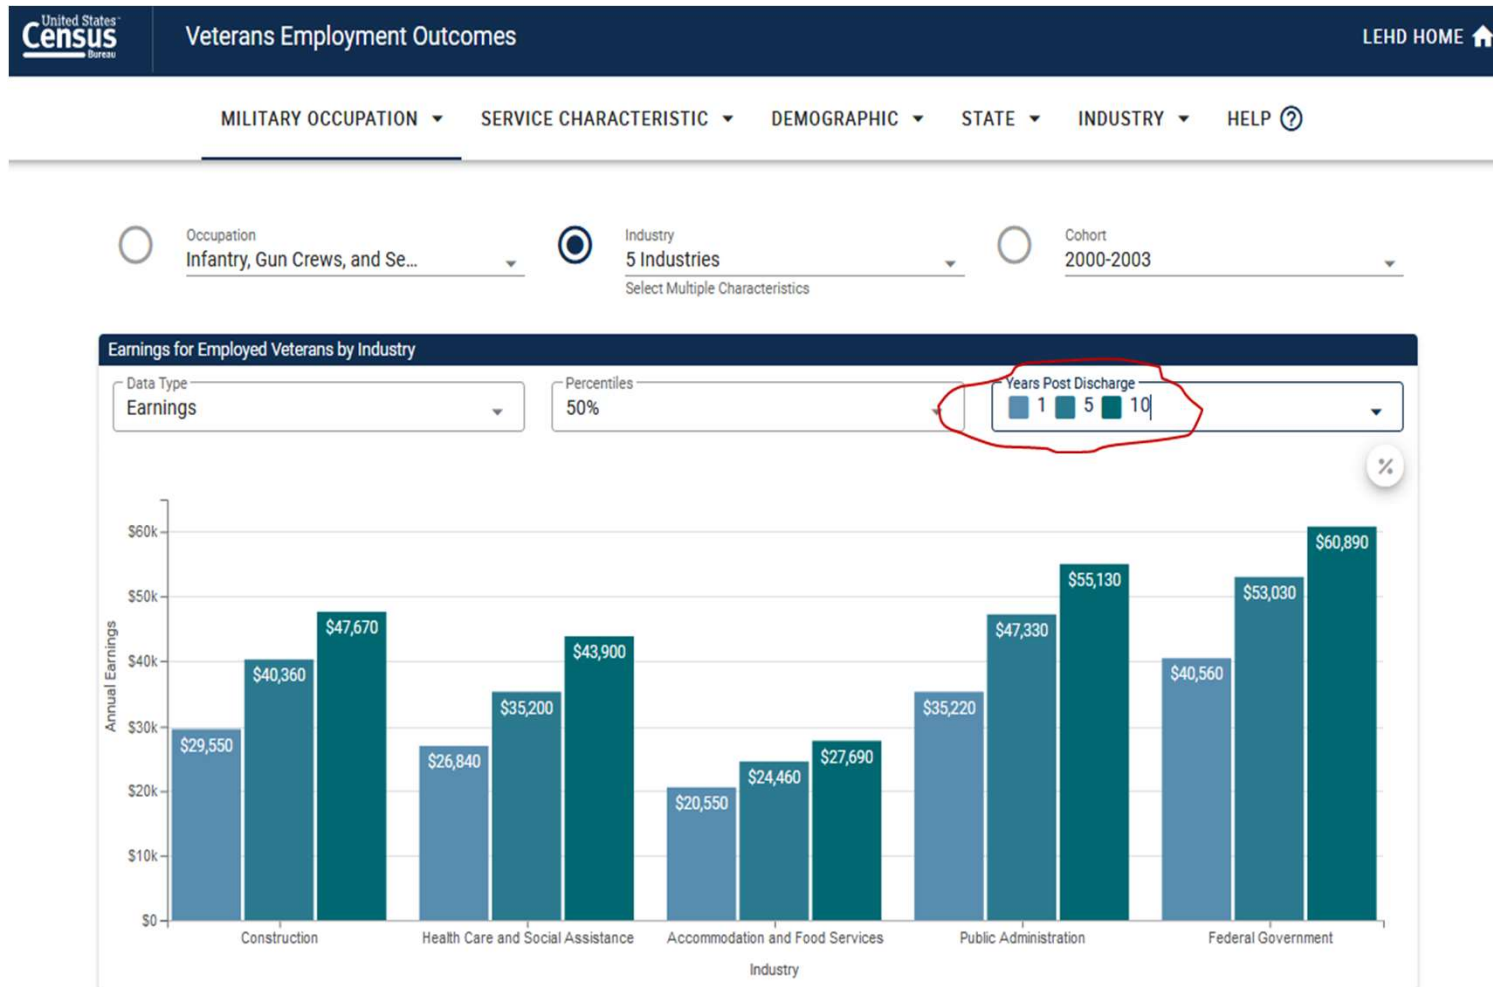 United States™
Census
Bureau
Veterans Employment Outcomes
LEHD HOME
MILITARY OCCUPATION
SERVICE CHARACTERISTIC
DEMOGRAPHIC
STATE
INDUSTRY
HELP ?
Occupation
Infantry, Gun Crews, and Se...
Industry
5 Industries
Select Multiple Characteristics
Cohort
2000-2003
Earnings for Employed Veterans by Industry
Data Type
Earnings
Percentiles
50%
Years Post Discharge
1 5 10
%
Annual Earnings
$60k
$50k
$40k
$30k
$20k
$10k
$0
$29,550
$40,360
$47,670
$26,840
$35,200
$43,900
$20,550
$24,460
$27,690
$35,220
$47,330
$55,130
$40,560
$53,030
$60,890
Construction
Health Care and Social Assistance
Accommodation and Food Services
Public Administration
Federal Government
Industry